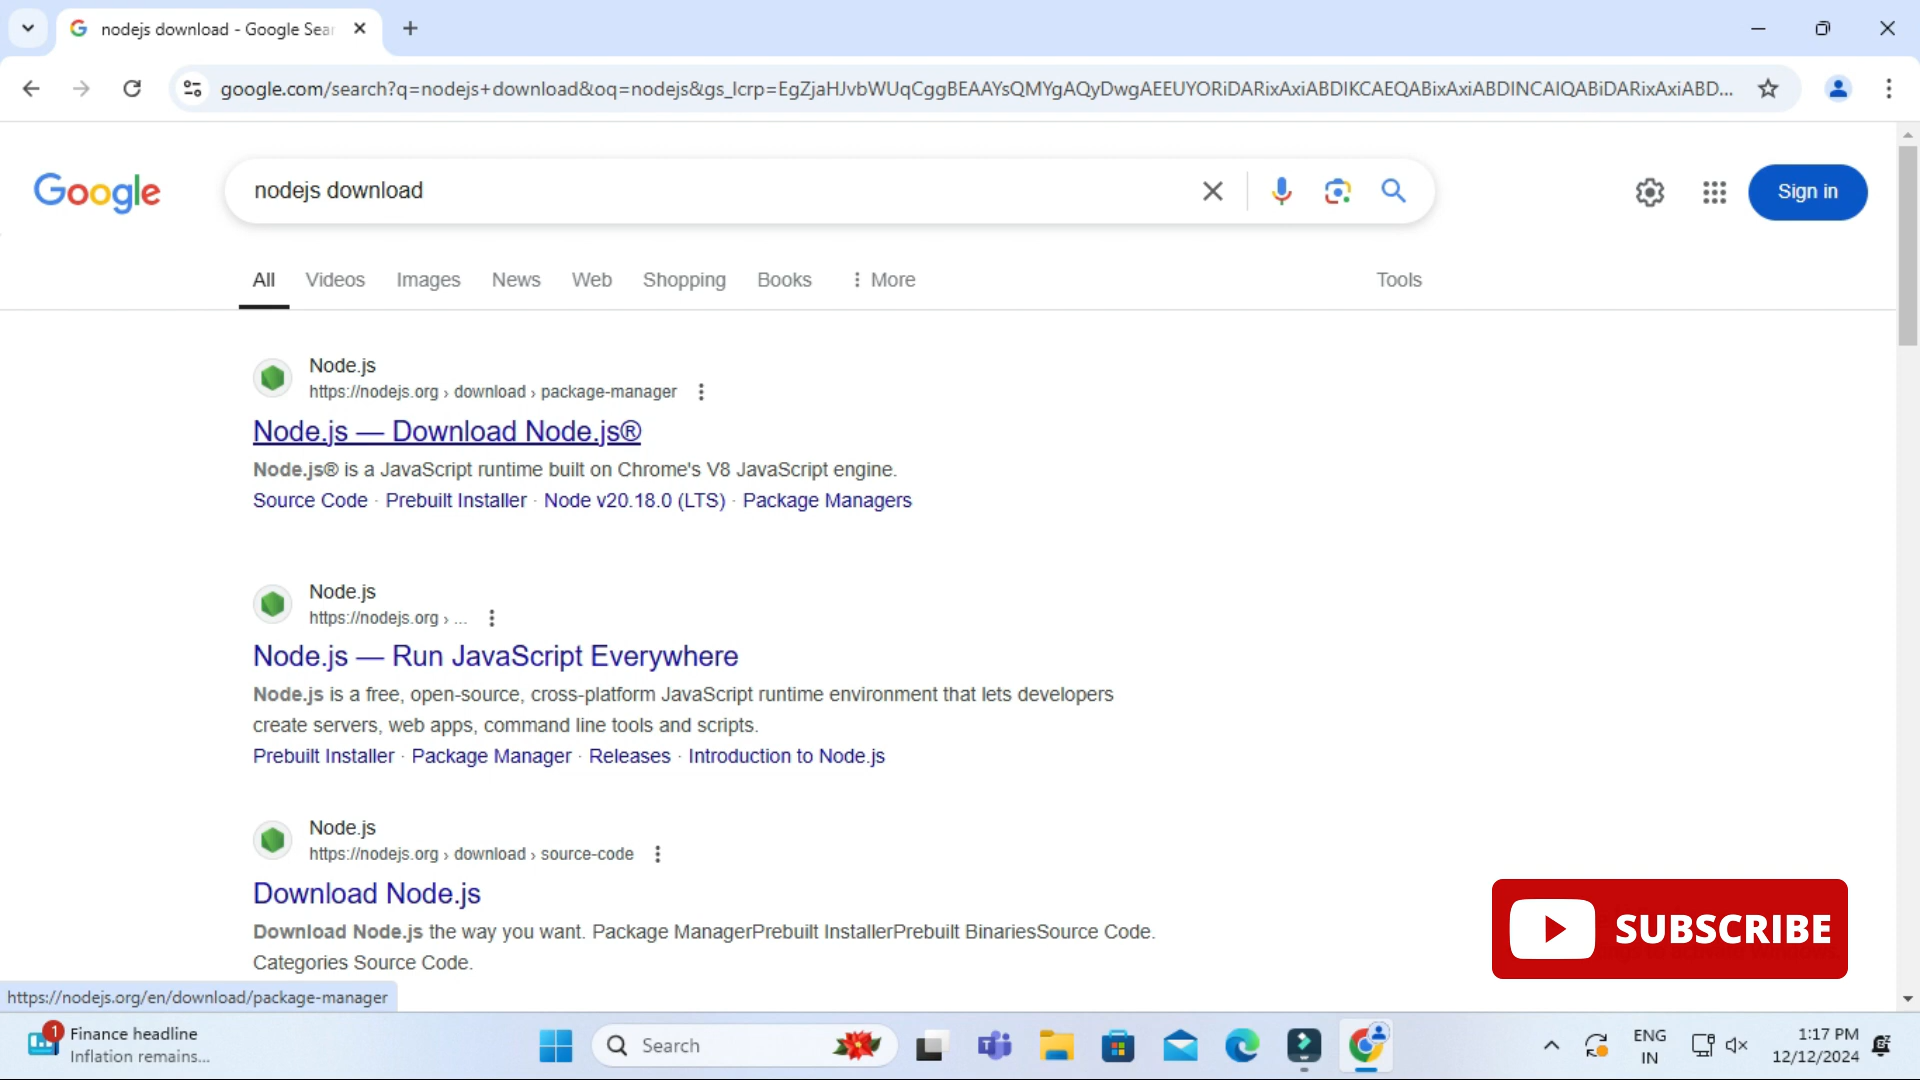 nodejs download - Google Sear
google.com/search?q=nodejs+download&oq=nodejs&gs_lcrp=EgZjaHJvbWUqCggBEAAYsQMYgAQyDwgAEEUYORiDARixAxiABDIKCAEQABixAxiABDINCAIQABiDARixAxiABD...
Google
nodejs download
Sign in
All Videos Images News Web Shopping Books More Tools
Node.js
https://nodejs.org › download › package-manager
Node.js — Download Node.js®
Node.js® is a JavaScript runtime built on Chrome's V8 JavaScript engine.
Source Code · Prebuilt Installer · Node v20.18.0 (LTS) · Package Managers
Node.js
https://nodejs.org › ...
Node.js — Run JavaScript Everywhere
Node.js is a free, open-source, cross-platform JavaScript runtime environment that lets developers
create servers, web apps, command line tools and scripts.
Prebuilt Installer · Package Manager · Releases · Introduction to Node.js
Node.js
https://nodejs.org › download › source-code
Download Node.js
Download Node.js the way you want. Package ManagerPrebuilt InstallerPrebuilt BinariesSource Code.
Categories Source Code.
SUBSCRIBE
https://nodejs.org/en/download/package-manager
1
Finance headline
Inflation remains...
Search
ENG
IN
1:17 PM
12/12/2024